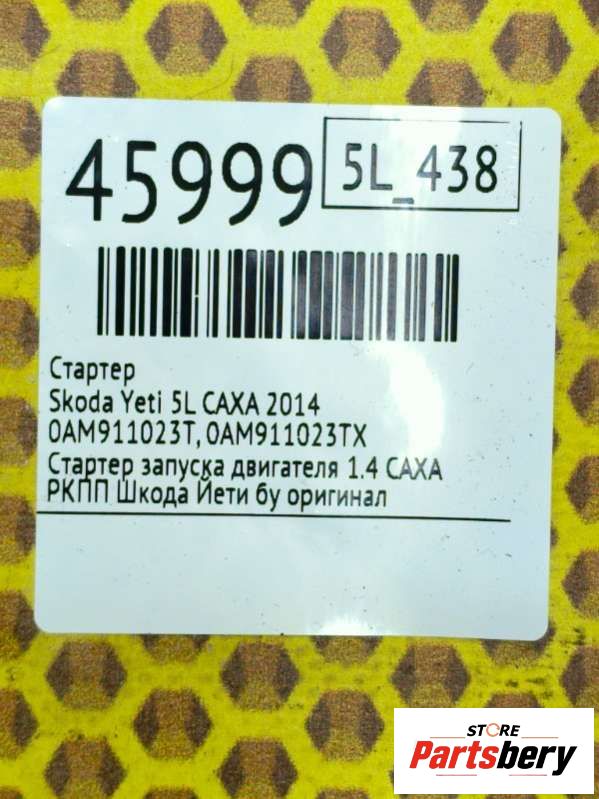 45999
5L_438
Стартер
Skoda Yeti 5L CAXA 2014
0AM911023T, 0AM911023TX
Стартер запуска двигателя 1.4 CAXA
РКПП Шкода Йети бу оригинал
STORE
Partsbery